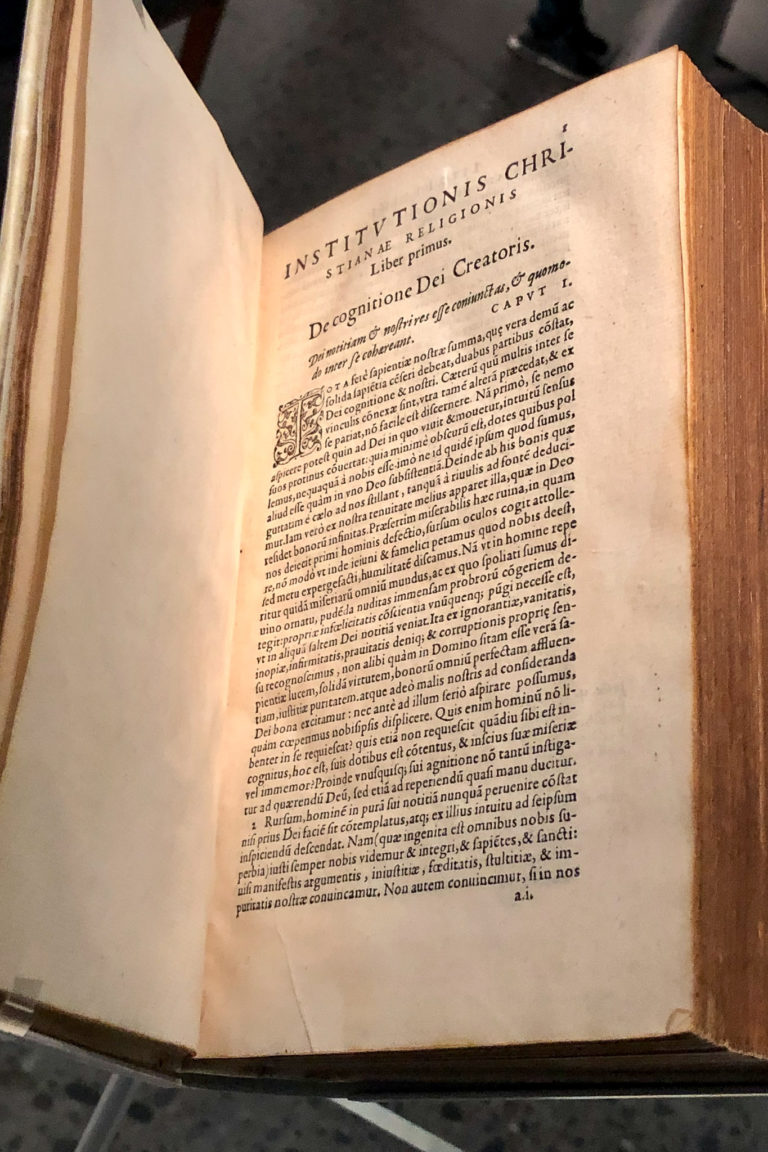 1
INSTITVTIONIS CHRI-
STIANAE RELIGIONIS
Liber primus.
De cognitione Dei Creatoris.
Dei notitiam & nostri res esse coniunctas, & quomo-
do inter se cohæreant.
CAPVT I.
TOTA ferè sapientiæ nostræ summa, quę vera demũ ac
solida sapiẽtia cẽseri debeat, duabus partibus cõstat,
Dei cognitione & nostri. Cæterũ quũ multis inter se
vinculis cõnexæ sint, vtra tamẽ alterã præcedat, & ex
se pariat, nõ facile est discernere. Nã primò, se nemo
aspicere potest quin ad Dei in quo viuit & mouetur, intuitũ sensus
suos protinus cõuertat: quia minimè obscurũ est, dotes quibus pol
lemus, nequaquã à nobis esse. imò ne id quidẽ ipsum quod sumus,
aliud esse quàm in vno Deo subsistentiã. Deinde ab his bonis quæ
guttatim è cælo ad nos stillant, tanquã à riuulis ad fontẽ deduci-
mur. Iam verò ex nostra tenuitate melius apparet illa, quæ in Deo
residet bonorũ infinitas. Præsertim miserabilis hæc ruina, in quam
nos deiecit primi hominis defectio, sursum oculos cogit attolle-
re, nõ modò vt inde ieiuni & famelici petamus quod nobis deest,
sed metu expergefacti, humilitatẽ discamus. Nã vt in homine repe
ritur quidã miseriarũ omniũ mundus, ac ex quo spoliati sumus di-
uino ornatu, pudẽda nuditas immensam probrorũ cõgeriem de-
tegit: propriæ infœlicitatis cõscientia vnũquenq; pũgi necesse est,
vt in aliquã saltem Dei notitiã veniat. Ita ex ignorantiæ, vanitatis,
inopiæ, infirmitatis, prauitatis deniq; & corruptionis proprię sen-
su recognoscimus, non alibi quàm in Domino sitam esse verã sa-
pientiæ lucem, solidã virtutem, bonorũ omniũ perfectam affluen-
tiam, iustitiæ puritatem. atque adeò malis nostris ad consideranda
Dei bona excitamur: nec antè ad illum seriò aspirare possumus,
quàm cœperimus nobisipsis displicere. Quis enim hominũ nõ li-
benter in se requiescat? quis etiã non requiescit quãdiu sibi est in-
cognitus, hoc est, suis dotibus est cõtentus, & inscius suæ miseriæ
vel immemor? Proinde vnusquisq; sui agnitione nõ tantũ instiga-
tur ad quærendũ Deũ, sed etiã ad reperiendũ quasi manu ducitur.
2 Rursum, hominẽ in purã sui notitiã nunquã peruenire cõstat
nisi prius Dei faciẽ sit cõtemplatus, atq; ex illius intuitu ad seipsum
inspiciendũ descendat. Nam (quæ ingenita est omnibus nobis su-
perbia) iusti semper nobis videmur & integri, & sapiẽtes, & sancti:
nisi manifestis argumentis, iniustitiæ, fœditatis, stultitiæ, & im-
puritatis nostræ conuincamur. Non autem conuincimur, si in nos
a.i.